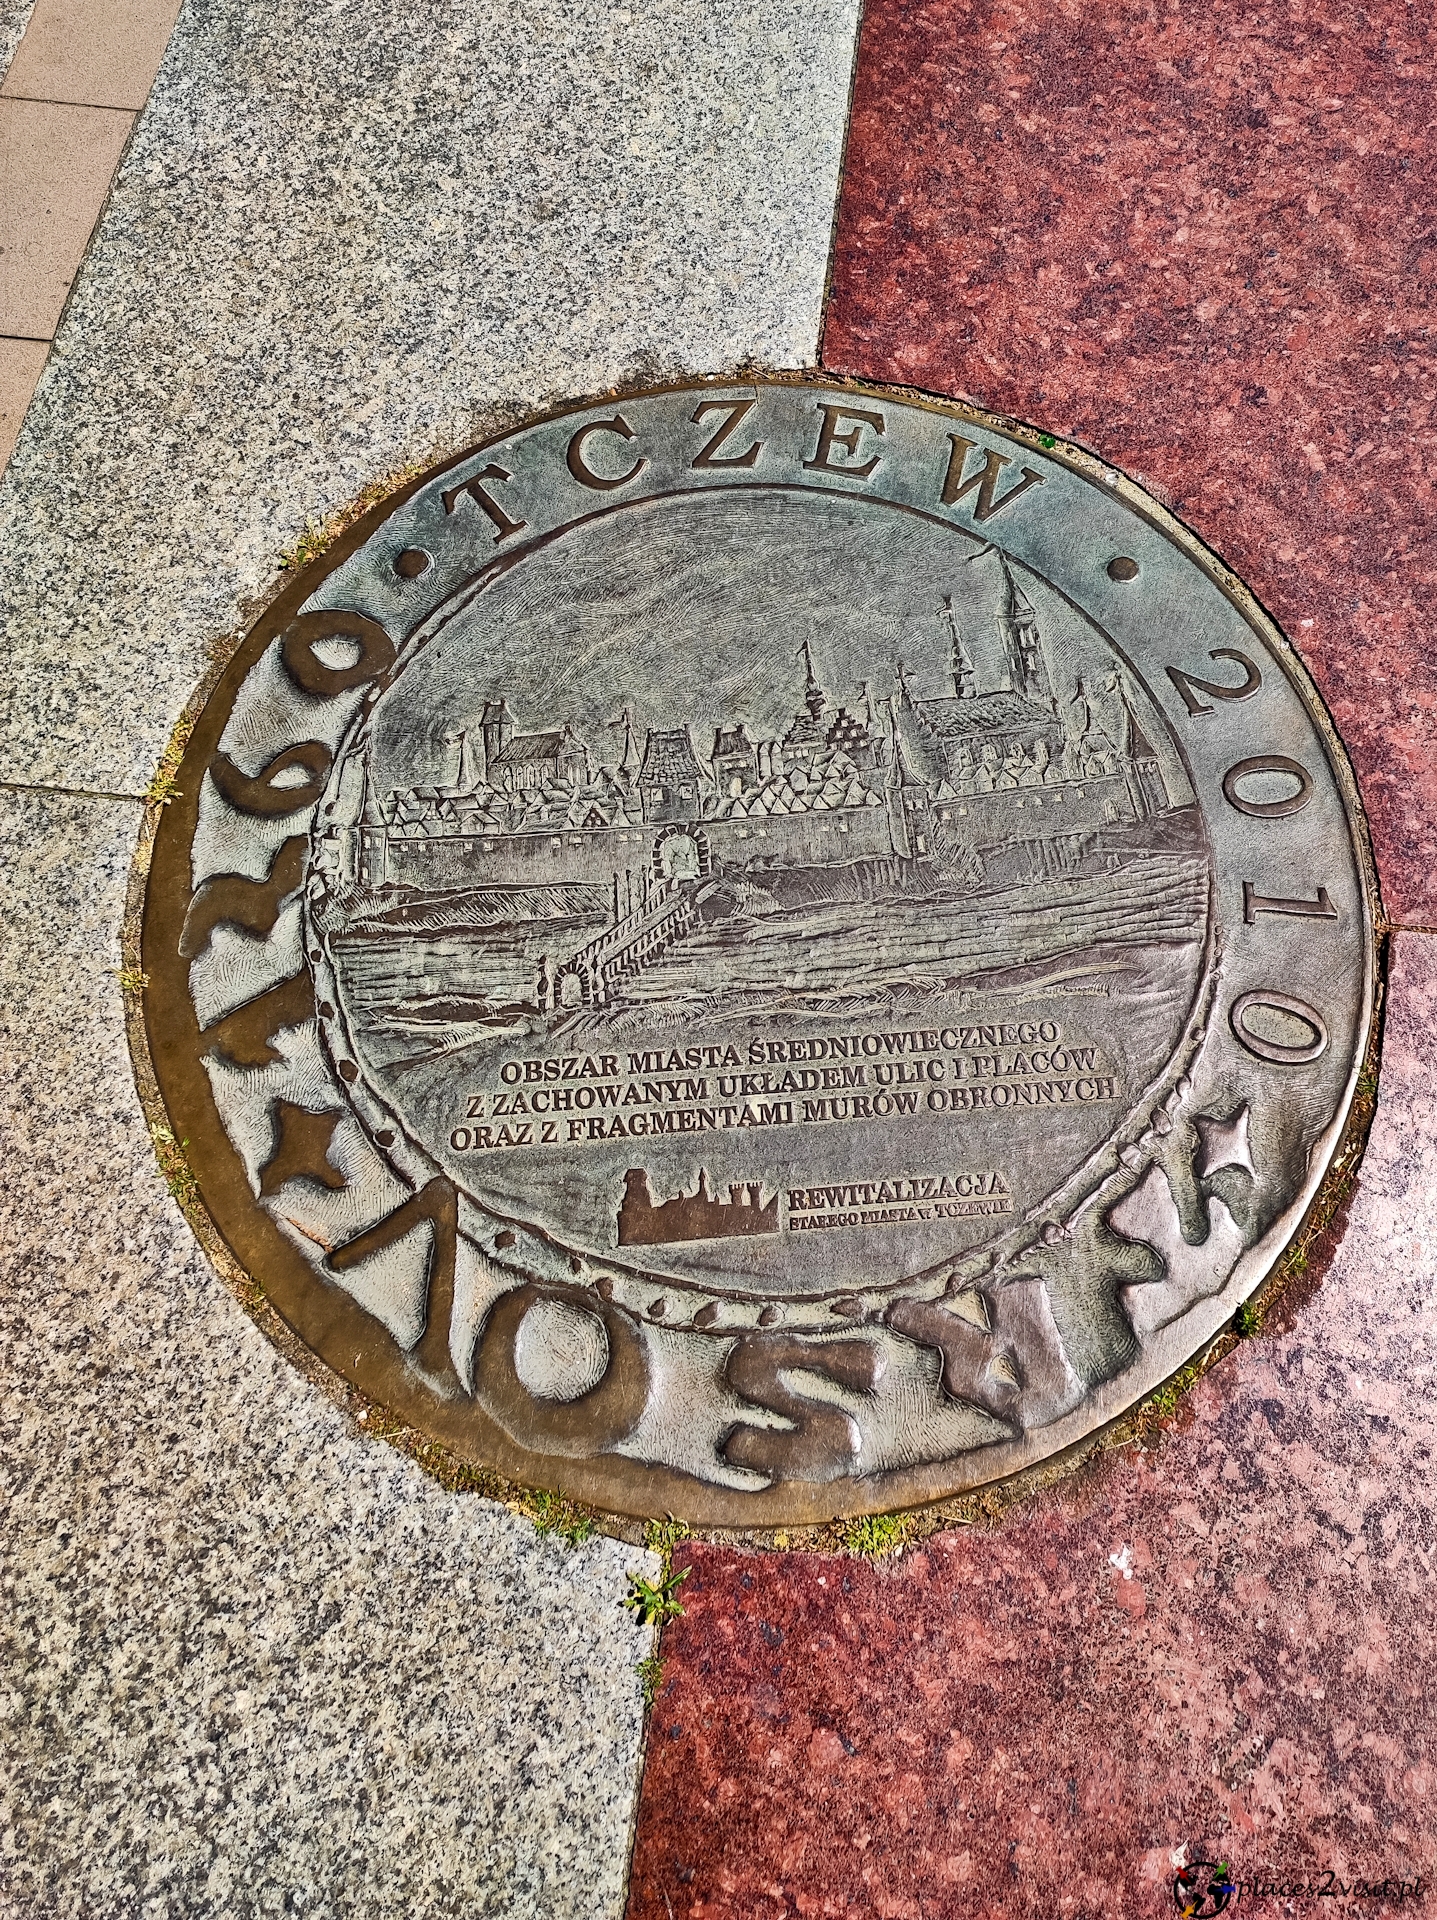 TCZEW • 2010
TRSOV
1260 •
OBSZAR MIASTA ŚREDNIOWIECZNEGO
Z ZACHOWANYM UKŁADEM ULIC I PLACÓW
ORAZ Z FRAGMENTAMI MURÓW OBRONNYCH
REWITALIZACJA
STAREGO MIASTA w TCZEWIE
places2visit.pl